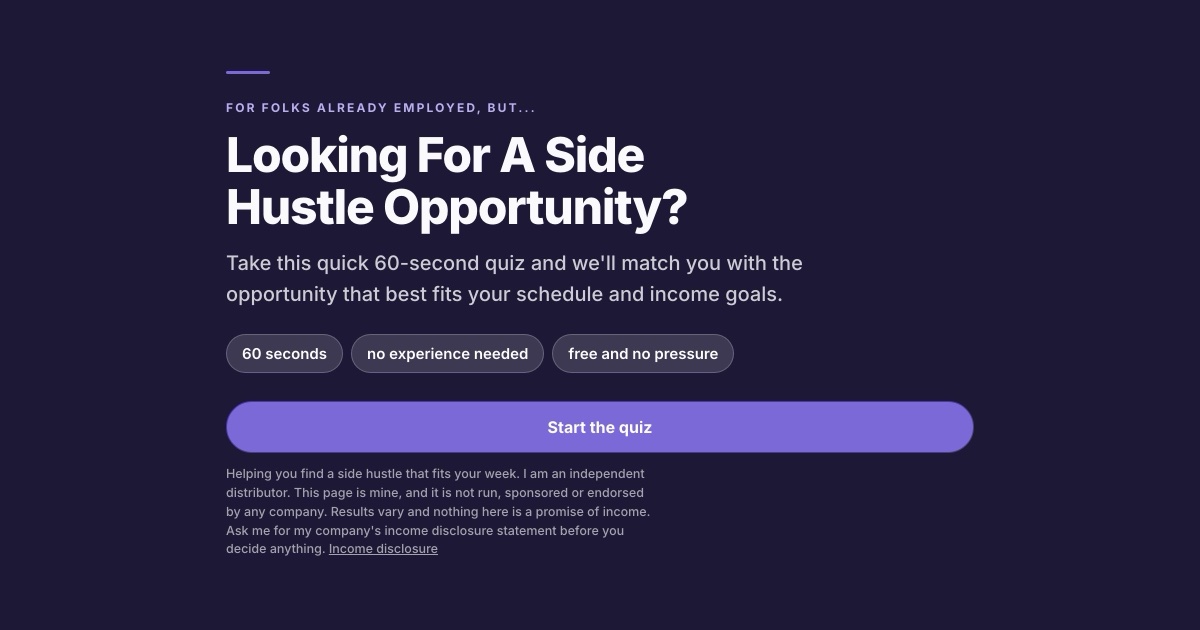 FOR FOLKS ALREADY EMPLOYED, BUT...
Looking For A Side
Hustle Opportunity?
Take this quick 60-second quiz and we'll match you with the
opportunity that best fits your schedule and income goals.
60 seconds
no experience needed
free and no pressure
Start the quiz
Helping you find a side hustle that fits your week. I am an independent
distributor. This page is mine, and it is not run, sponsored or endorsed
by any company. Results vary and nothing here is a promise of income.
Ask me for my company's income disclosure statement before you
decide anything. Income disclosure